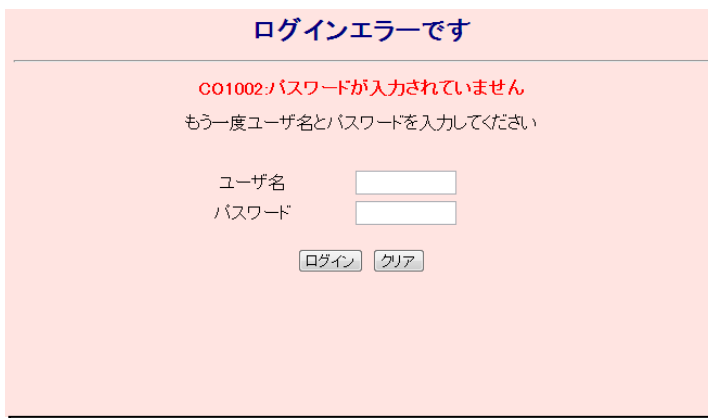 ログインエラーです
CO1002:パスワードが入力されていません
もう一度ユーザ名とパスワードを入力してください
ユーザ名
パスワード
ログイン クリア